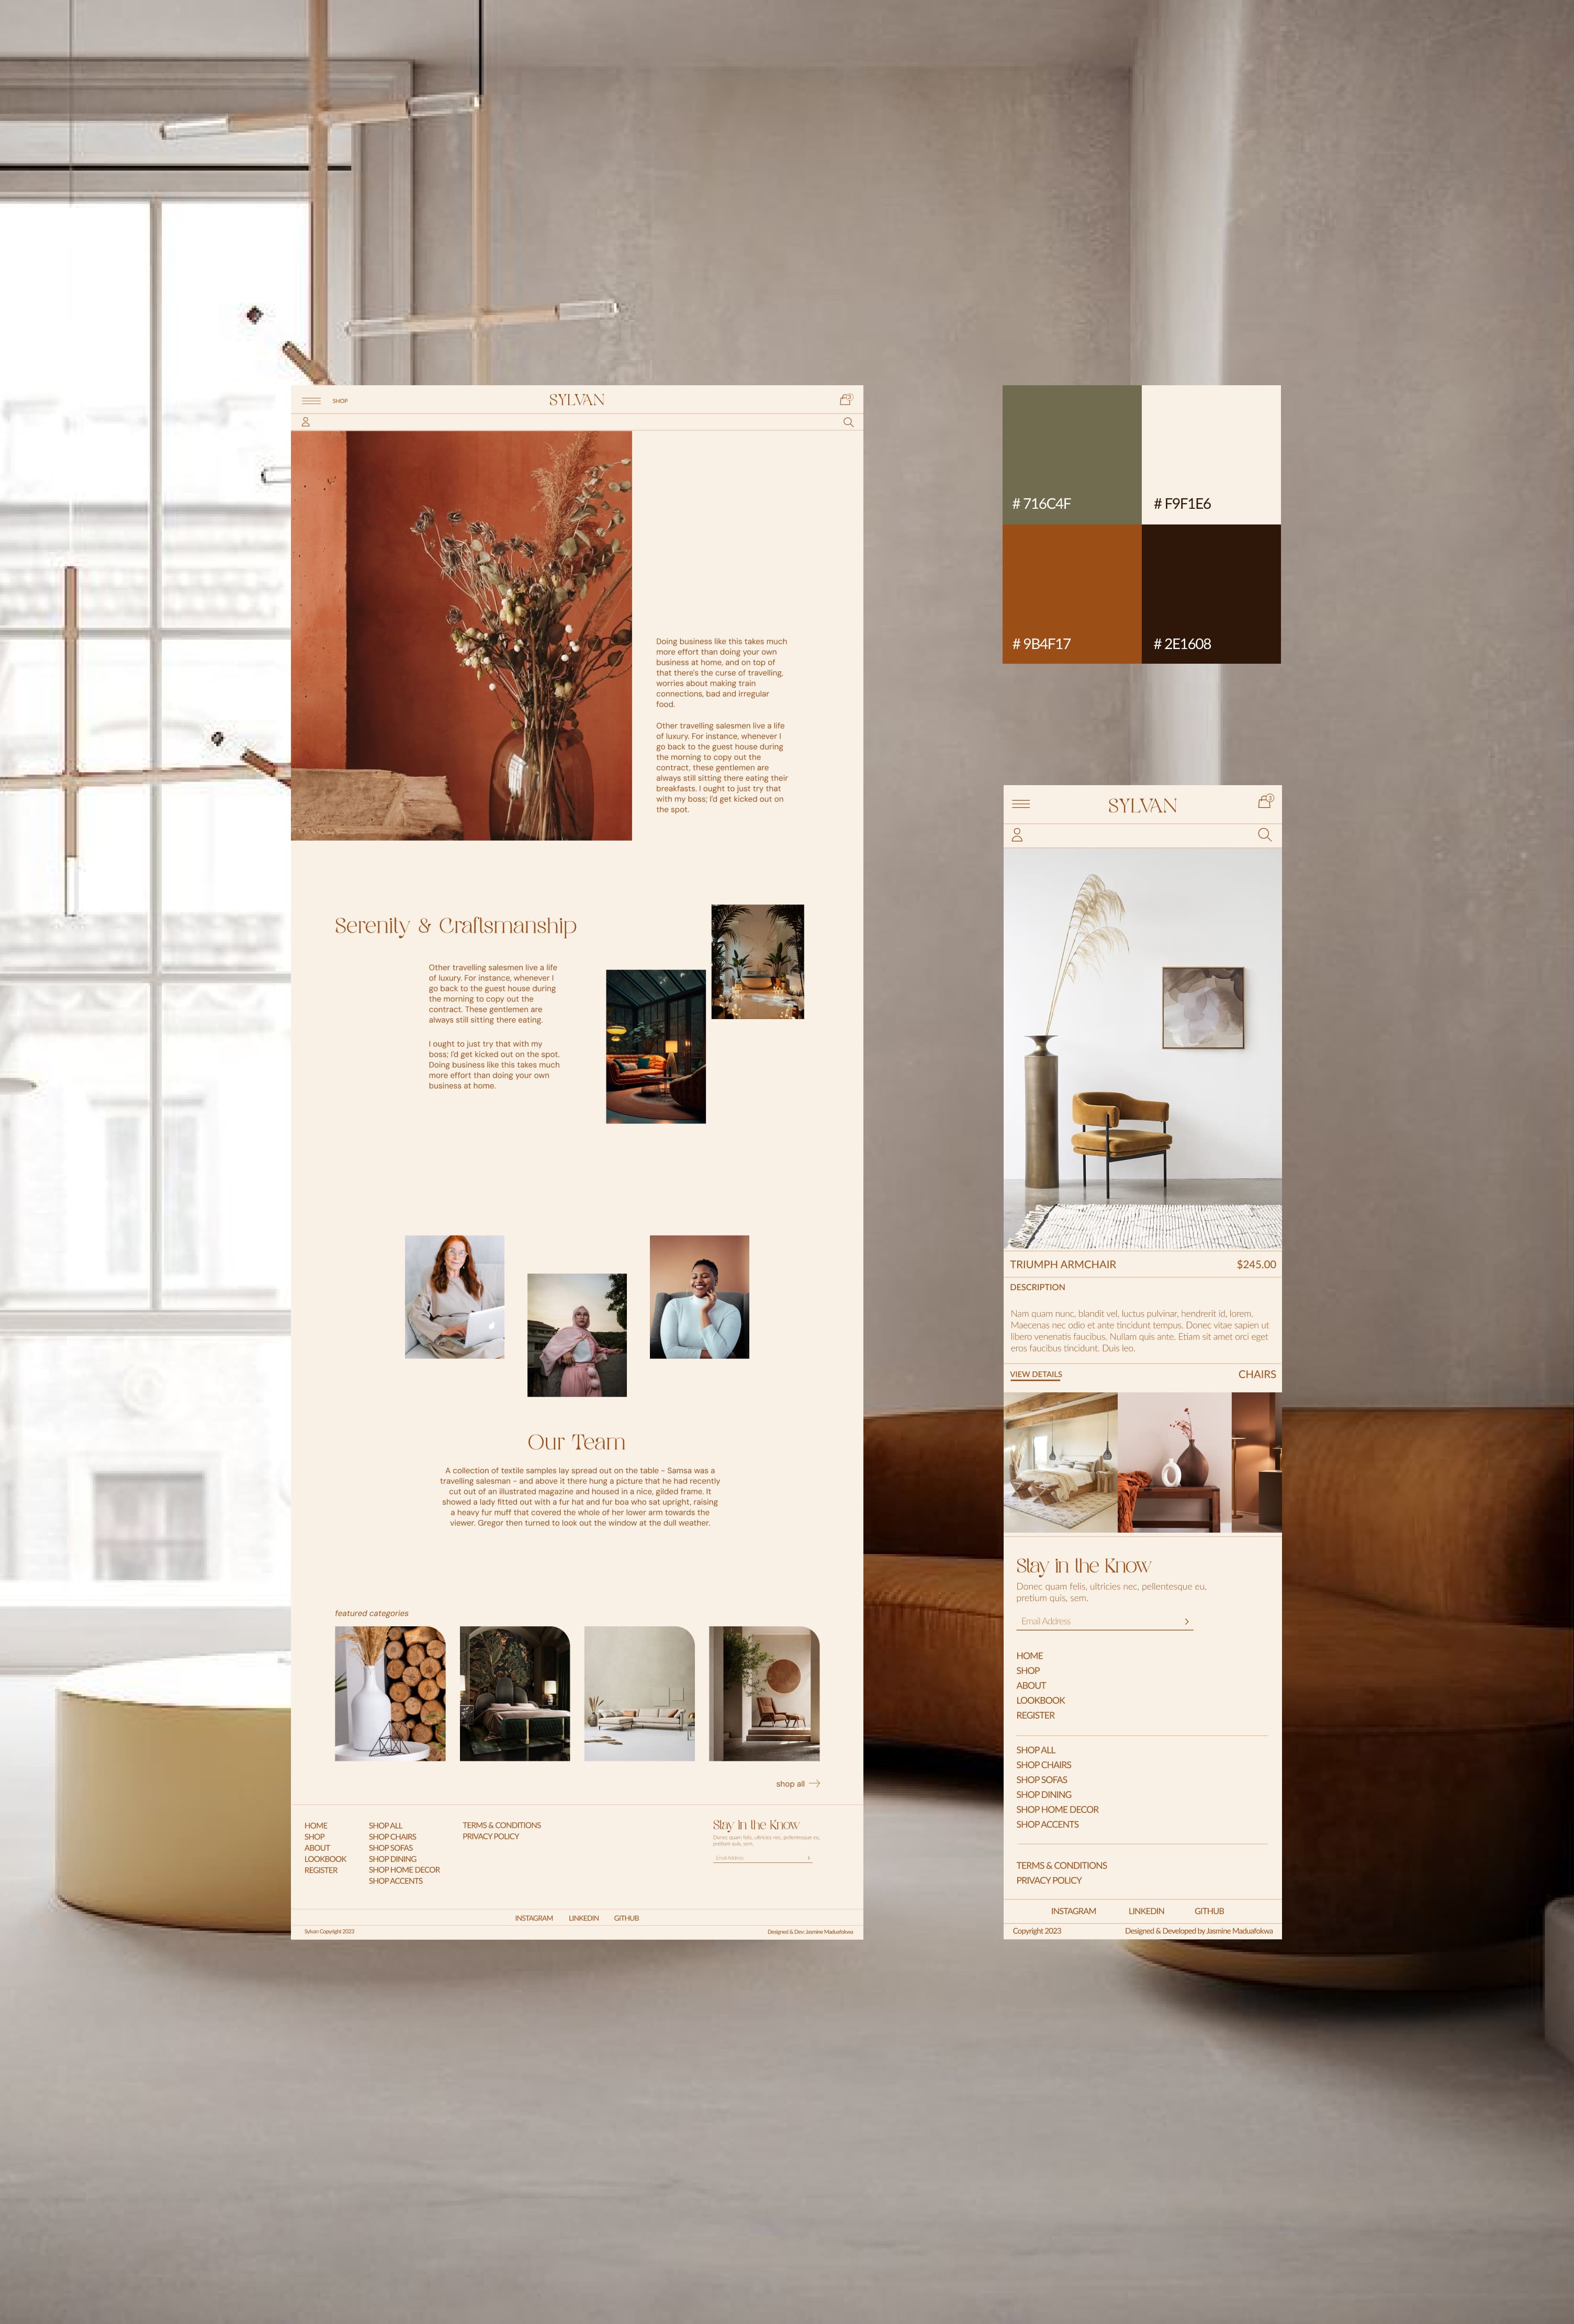 SHOP
SYLVAN
3
Doing business like this takes much
more effort than doing your own
business at home, and on top of
that there's the curse of travelling,
worries about making train
connections, bad and irregular
food.
Other travelling salesmen live a life
of luxury. For instance, whenever I
go back to the guest house during
the morning to copy out the
contract, these gentlemen are
always still sitting there eating their
breakfasts. I ought to just try that
with my boss; I'd get kicked out on
the spot.
Serenity & Craftsmanship
Other travelling salesmen live a life
of luxury. For instance, whenever I
go back to the guest house during
the morning to copy out the
contract. These gentlemen are
always still sitting there eating.
I ought to just try that with my
boss; I'd get kicked out on the spot.
Doing business like this takes much
more effort than doing your own
business at home.
Our Team
A collection of textile samples lay spread out on the table - Samsa was a
travelling salesman - and above it there hung a picture that he had recently
cut out of an illustrated magazine and housed in a nice, gilded frame. It
showed a lady fitted out with a fur hat and fur boa who sat upright, raising
a heavy fur muff that covered the whole of her lower arm towards the
viewer. Gregor then turned to look out the window at the dull weather.
featured categories
shop all
HOME
SHOP
ABOUT
LOOKBOOK
REGISTER
SHOP ALL
SHOP CHAIRS
SHOP SOFAS
SHOP DINING
SHOP HOME DECOR
SHOP ACCENTS
TERMS & CONDITIONS
PRIVACY POLICY
Stay in the Know
Donec quam felis, ultricies nec, pellentesque eu,
pretium quis, sem.
Email Address
INSTAGRAM LINKEDIN GITHUB
Sylvan Copyright 2023
Designed & Dev: Jasmine Maduafokwa
# 716C4F
# F9F1E6
# 9B4F17
# 2E1608
SYLVAN
3
TRIUMPH ARMCHAIR $245.00
DESCRIPTION
Nam quam nunc, blandit vel, luctus pulvinar, hendrerit id, lorem.
Maecenas nec odio et ante tincidunt tempus. Donec vitae sapien ut
libero venenatis faucibus. Nullam quis ante. Etiam sit amet orci eget
eros faucibus tincidunt. Duis leo.
VIEW DETAILS CHAIRS
Stay in the Know
Donec quam felis, ultricies nec, pellentesque eu,
pretium quis, sem.
Email Address
HOME
SHOP
ABOUT
LOOKBOOK
REGISTER
SHOP ALL
SHOP CHAIRS
SHOP SOFAS
SHOP DINING
SHOP HOME DECOR
SHOP ACCENTS
TERMS & CONDITIONS
PRIVACY POLICY
INSTAGRAM LINKEDIN GITHUB
Copyright 2023 Designed & Developed by Jasmine Maduafokwa